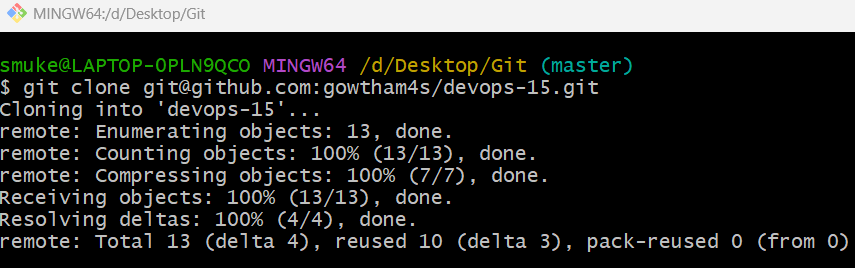 MINGW64:/d/Desktop/Git
smuke@LAPTOP-0PLN9QCO MINGW64 /d/Desktop/Git (master)
$ git clone git@github.com:gowtham4s/devops-15.git
Cloning into 'devops-15'...
remote: Enumerating objects: 13, done.
remote: Counting objects: 100% (13/13), done.
remote: Compressing objects: 100% (7/7), done.
Receiving objects: 100% (13/13), done.
Resolving deltas: 100% (4/4), done.
remote: Total 13 (delta 4), reused 10 (delta 3), pack-reused 0 (from 0)